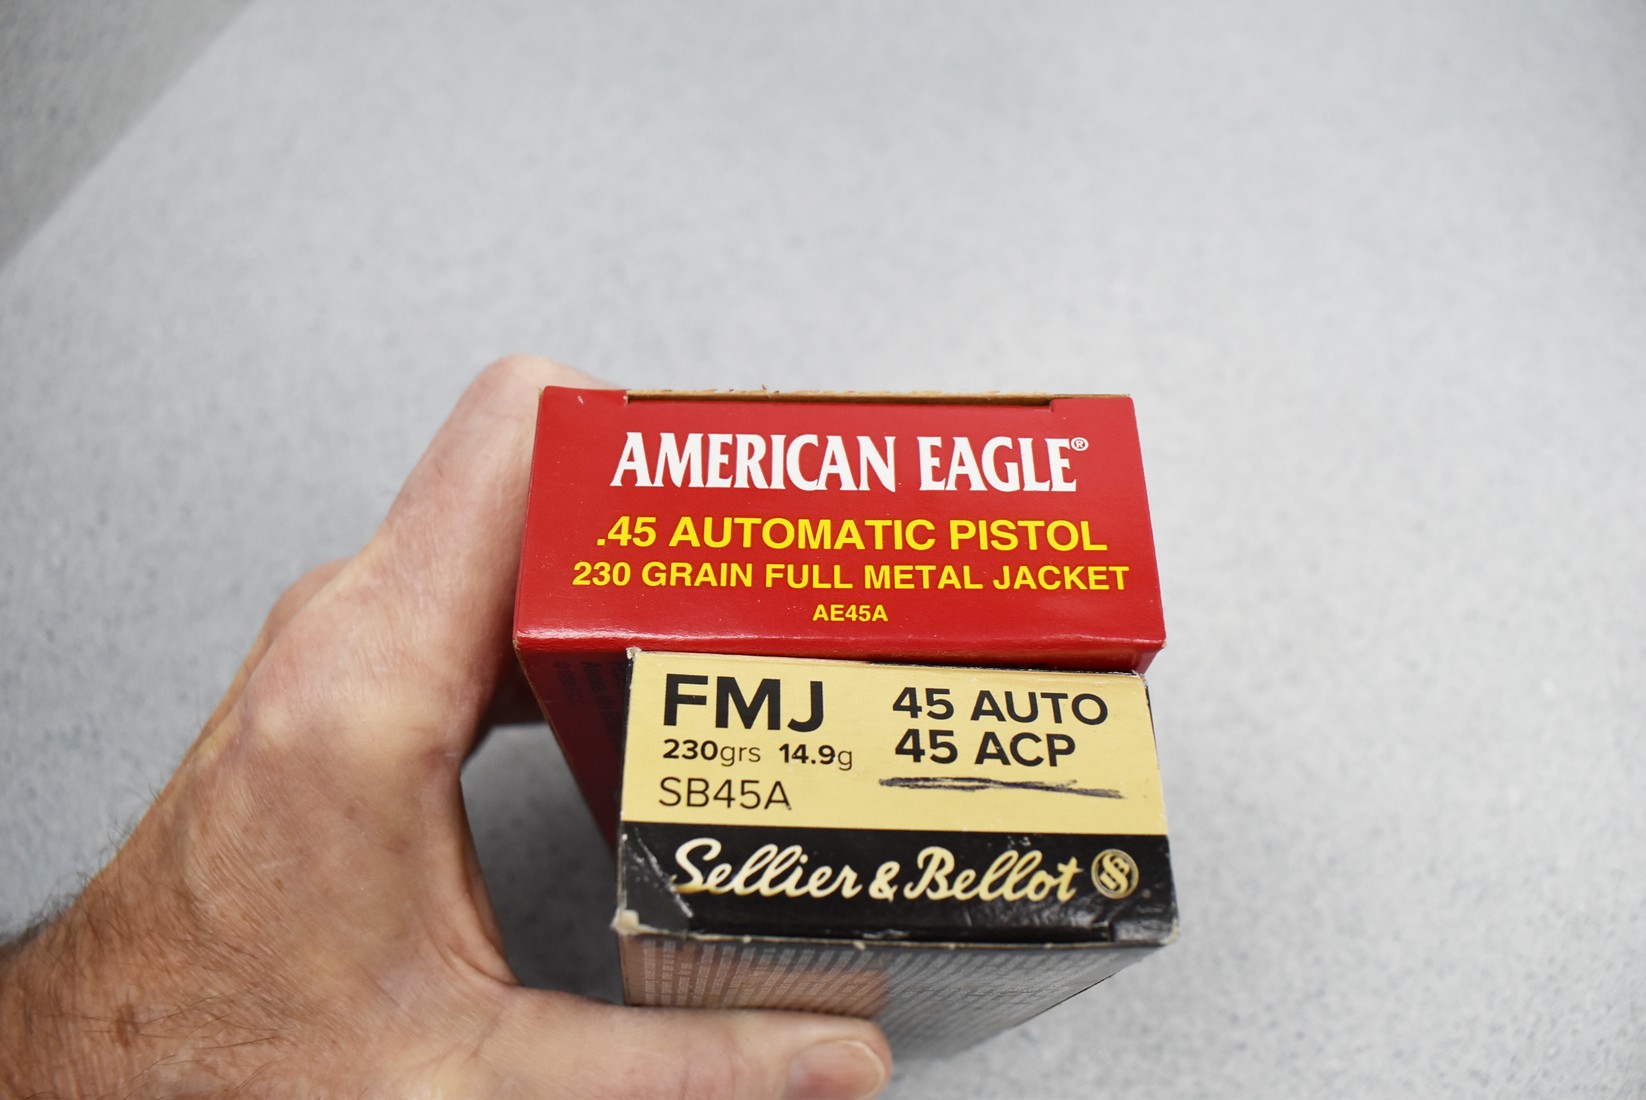 AMERICAN EAGLE®
.45 AUTOMATIC PISTOL
230 GRAIN FULL METAL JACKET
AE45A
FMJ
230grs 14.9g
SB45A
45 AUTO
45 ACP
Sellier & Bellot